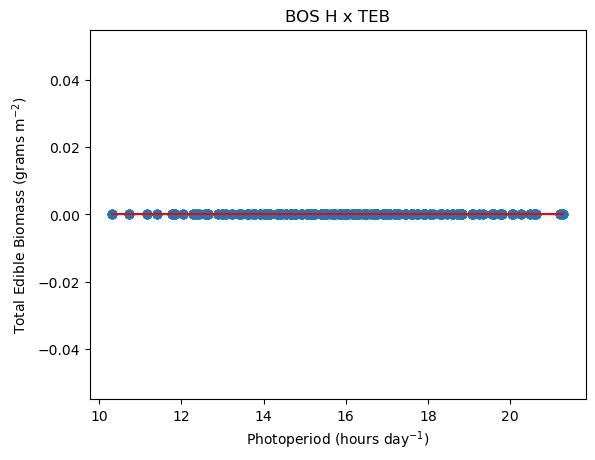 BOS H x TEB
Total Edible Biomass (grams m⁻²)
0.04
0.02
0.00
−0.02
−0.04
10 12 14 16 18 20
Photoperiod (hours day⁻¹)